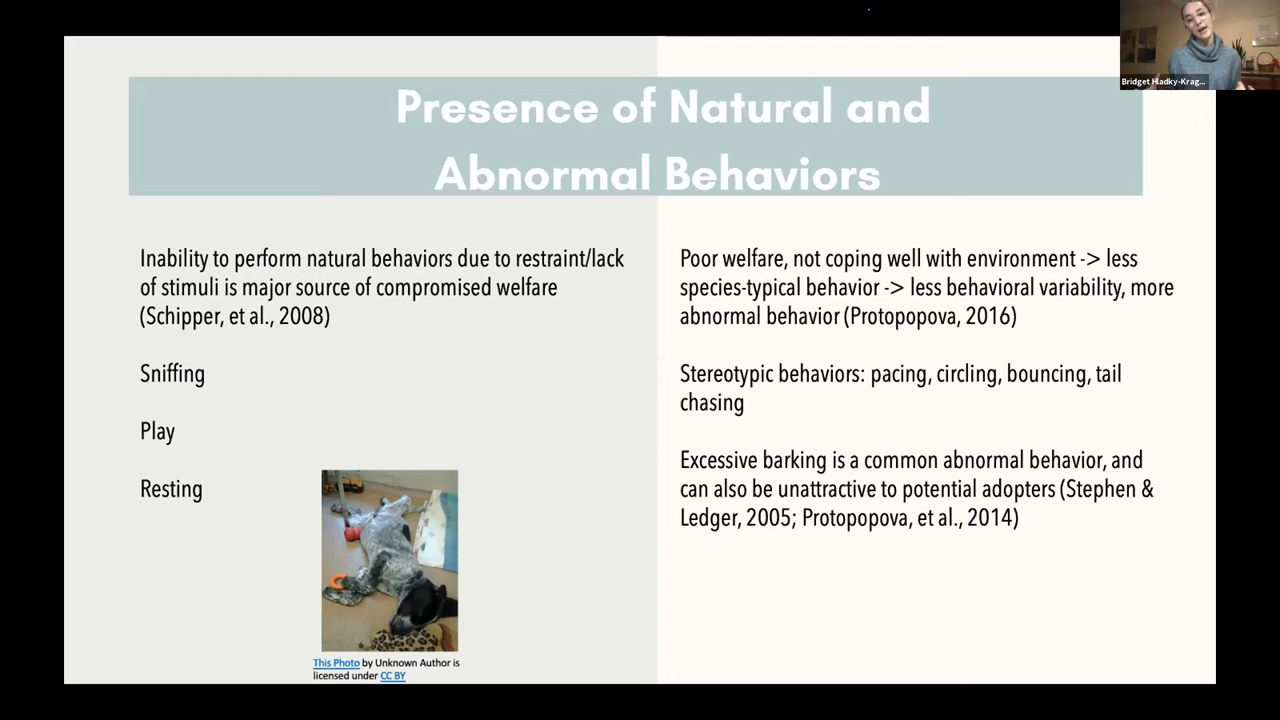 Presence of Natural and
Abnormal Behaviors
Inability to perform natural behaviors due to restraint/lack
of stimuli is major source of compromised welfare
(Schipper, et al., 2008)
Sniffing
Play
Resting
This Photo by Unknown Author is
licensed under CC BY
Poor welfare, not coping well with environment -> less
species-typical behavior -> less behavioral variability, more
abnormal behavior (Protopopova, 2016)
Stereotypic behaviors: pacing, circling, bouncing, tail
chasing
Excessive barking is a common abnormal behavior, and
can also be unattractive to potential adopters (Stephen &
Ledger, 2005; Protopopova, et al., 2014)
Bridget Hladky-Krag...